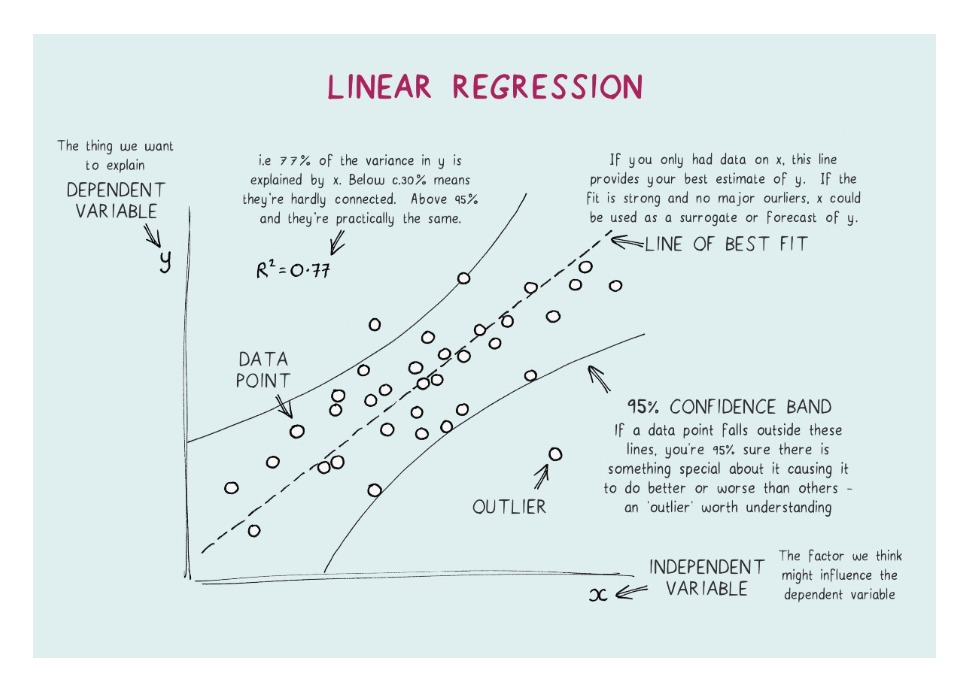 LINEAR REGRESSION
The thing we want
to explain
DEPENDENT
VARIABLE
y
i.e 77% of the variance in y is
explained by x. Below c.30% means
they're hardly connected. Above 95%
and they're practically the same.
R² = 0.77
If you only had data on x, this line
provides your best estimate of y. If the
fit is strong and no major ourliers, x could
be used as a surrogate or forecast of y.
LINE OF BEST FIT
DATA
POINT
95% CONFIDENCE BAND
If a data point falls outside these
lines, you're 95% sure there is
something special about it causing it
to do better or worse than others -
an 'outlier' worth understanding
OUTLIER
INDEPENDENT
VARIABLE
x
The factor we think
might influence the
dependent variable